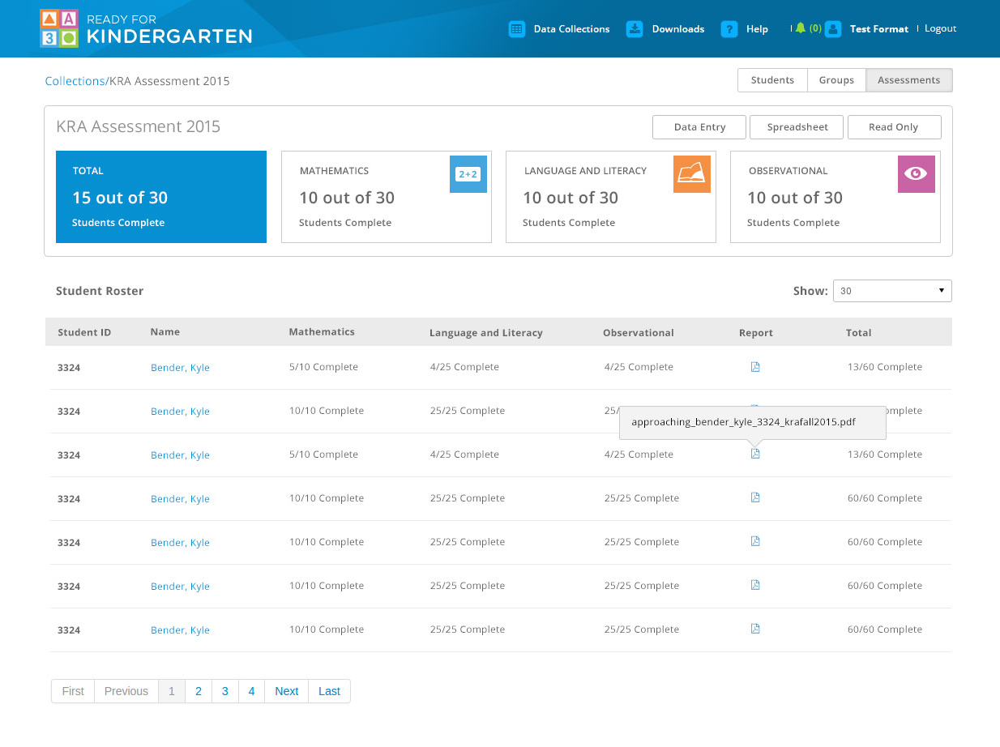 READY FOR
KINDERGARTEN
Data Collections Downloads ? Help (0) Test Format Logout
Collections/KRA Assessment 2015
Students Groups Assessments
KRA Assessment 2015
Data Entry Spreadsheet Read Only
TOTAL
15 out of 30
Students Complete
MATHEMATICS
2+2
10 out of 30
Students Complete
LANGUAGE AND LITERACY
10 out of 30
Students Complete
OBSERVATIONAL
10 out of 30
Students Complete
Student Roster
Show: 30
Student ID Name Mathematics Language and Literacy Observational Report Total
3324 Bender, Kyle 5/10 Complete 4/25 Complete 4/25 Complete 13/60 Complete
3324 Bender, Kyle 10/10 Complete 25/25 Complete 25/
approaching_bender_kyle_3324_krafall2015.pdf
3324 Bender, Kyle 5/10 Complete 4/25 Complete 4/25 Complete 13/60 Complete
3324 Bender, Kyle 10/10 Complete 25/25 Complete 25/25 Complete 60/60 Complete
3324 Bender, Kyle 10/10 Complete 25/25 Complete 25/25 Complete 60/60 Complete
3324 Bender, Kyle 10/10 Complete 25/25 Complete 25/25 Complete 60/60 Complete
3324 Bender, Kyle 10/10 Complete 25/25 Complete 25/25 Complete 60/60 Complete
First Previous 1 2 3 4 Next Last